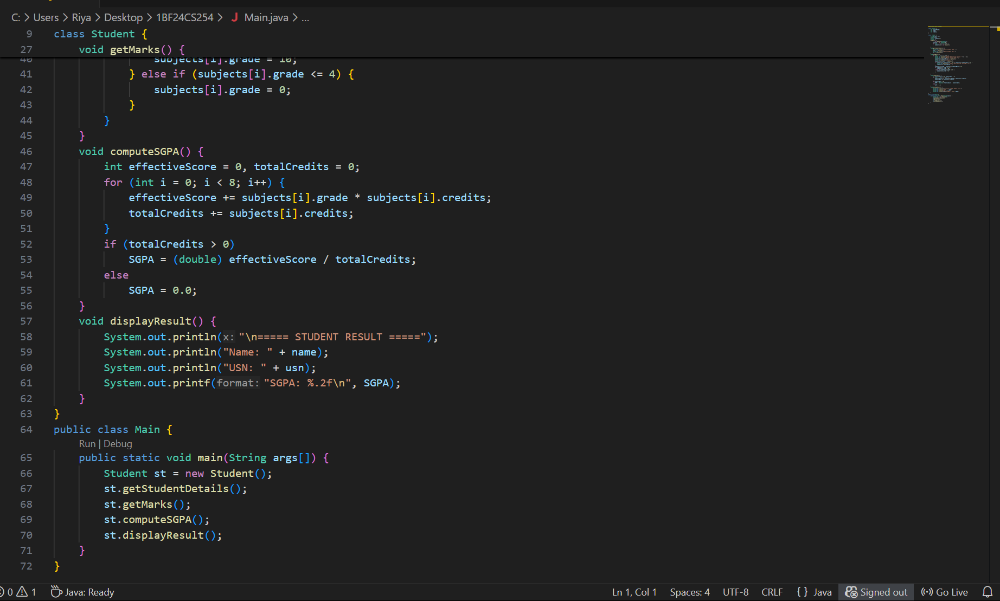 C: > Users > Riya > Desktop > 1BF24CS254 > J Main.java > ...
9 class Student {
27 void getMarks() {
40 subjects[i].grade = 10;
41 } else if (subjects[i].grade <= 4) {
42 subjects[i].grade = 0;
43 }
44 }
45 }
46 void computeSGPA() {
47 int effectiveScore = 0, totalCredits = 0;
48 for (int i = 0; i < 8; i++) {
49 effectiveScore += subjects[i].grade * subjects[i].credits;
50 totalCredits += subjects[i].credits;
51 }
52 if (totalCredits > 0)
53 SGPA = (double) effectiveScore / totalCredits;
54 else
55 SGPA = 0.0;
56 }
57 void displayResult() {
58 System.out.println(x: "\n===== STUDENT RESULT =====");
59 System.out.println("Name: " + name);
60 System.out.println("USN: " + usn);
61 System.out.printf(format: "SGPA: %.2f\n", SGPA);
62 }
63 }
64 public class Main {
Run | Debug
65 public static void main(String args[]) {
66 Student st = new Student();
67 st.getStudentDetails();
68 st.getMarks();
69 st.computeSGPA();
70 st.displayResult();
71 }
72 }
0 1 Java: Ready Ln 1, Col 1 Spaces: 4 UTF-8 CRLF {} Java Signed out Go Live